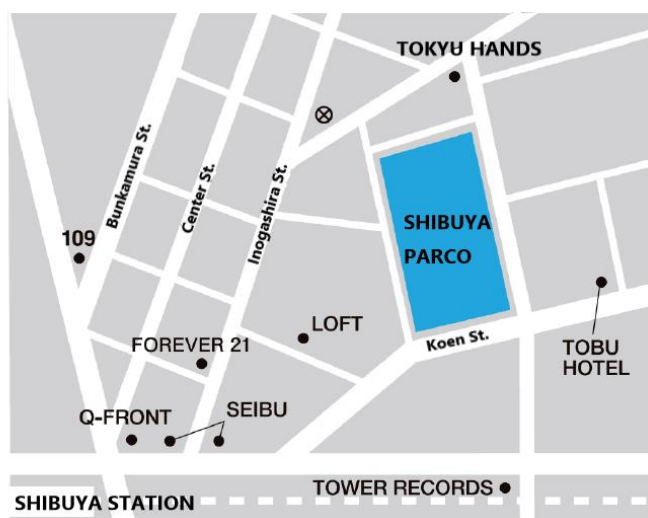 TOKYU HANDS
Bunkamura St.
Center St.
Inogashira St.
109
SHIBUYA
PARCO
LOFT
FOREVER 21
Koen St.
TOBU
HOTEL
Q-FRONT
SEIBU
SHIBUYA STATION
TOWER RECORDS